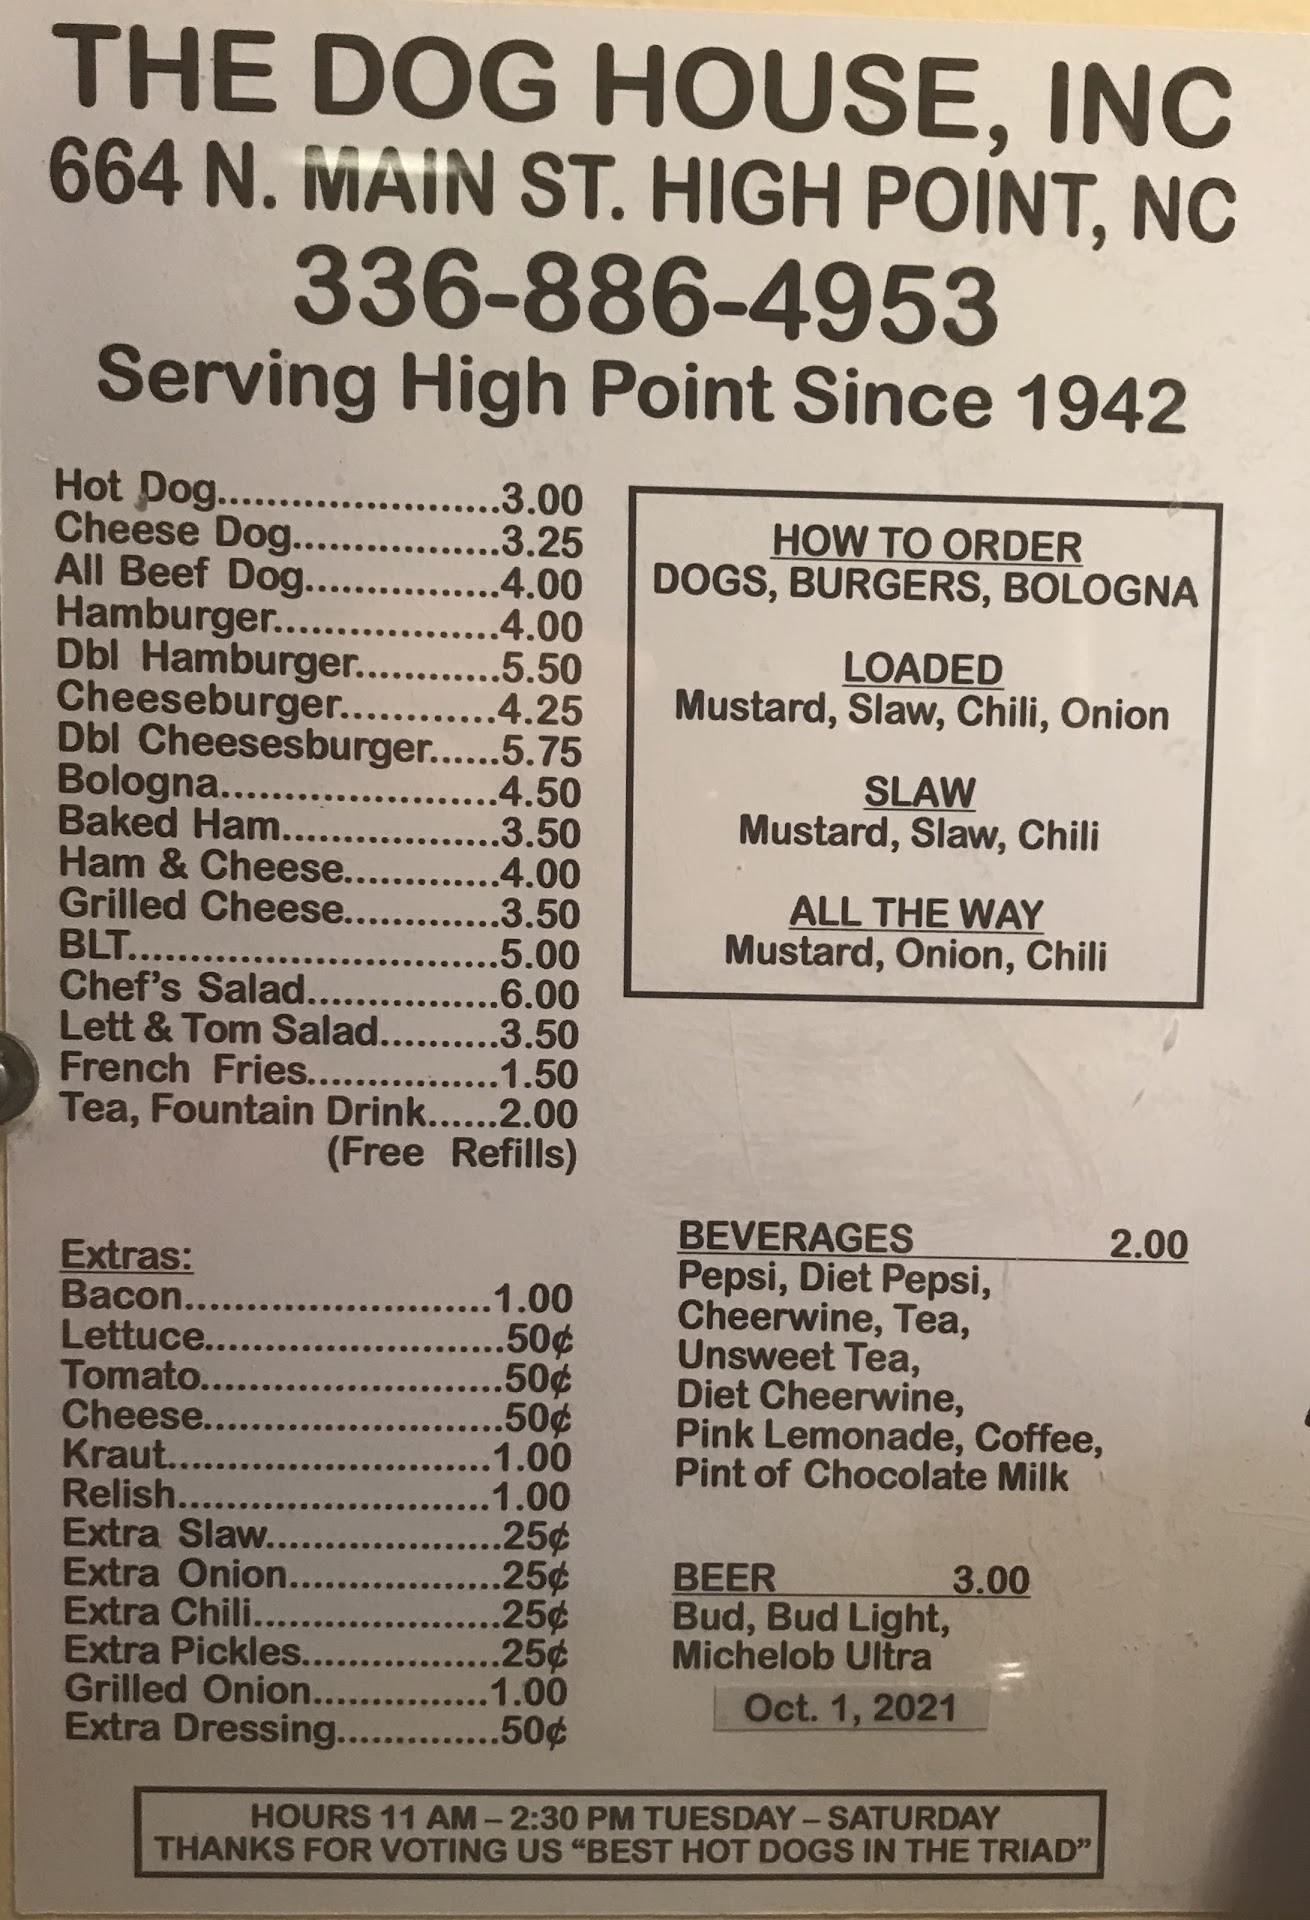 THE DOG HOUSE, INC
664 N. MAIN ST. HIGH POINT, NC
336-886-4953
Serving High Point Since 1942
Hot Dog.......................3.00
Cheese Dog.................3.25
All Beef Dog................4.00
Hamburger..................4.00
Dbl Hamburger............5.50
Cheeseburger.............4.25
Dbl Cheesesburger......5.75
Bologna......................4.50
Baked Ham..................3.50
Ham & Cheese.............4.00
Grilled Cheese.............3.50
BLT..............................5.00
Chef's Salad................6.00
Lett & Tom Salad..........3.50
French Fries................1.50
Tea, Fountain Drink......2.00
(Free Refills)
HOW TO ORDER
DOGS, BURGERS, BOLOGNA
LOADED
Mustard, Slaw, Chili, Onion
SLAW
Mustard, Slaw, Chili
ALL THE WAY
Mustard, Onion, Chili
Extras:
Bacon.........................1.00
Lettuce.........................50¢
Tomato.........................50¢
Cheese.........................50¢
Kraut...........................1.00
Relish..........................1.00
Extra Slaw....................25¢
Extra Onion..................25¢
Extra Chili.....................25¢
Extra Pickles.................25¢
Grilled Onion...............1.00
Extra Dressing..............50¢
BEVERAGES 2.00
Pepsi, Diet Pepsi,
Cheerwine, Tea,
Unsweet Tea,
Diet Cheerwine,
Pink Lemonade, Coffee,
Pint of Chocolate Milk
BEER 3.00
Bud, Bud Light,
Michelob Ultra
Oct. 1, 2021
HOURS 11 AM – 2:30 PM TUESDAY – SATURDAY
THANKS FOR VOTING US “BEST HOT DOGS IN THE TRIAD”